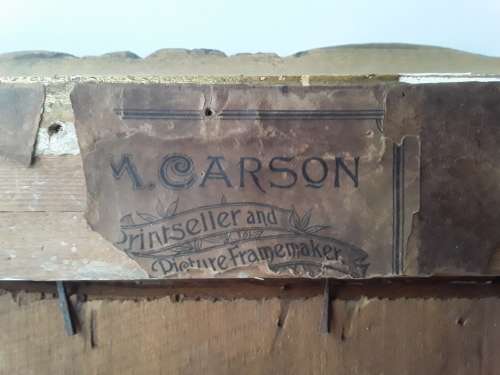 M. CARSON
Printseller and
Picture Framemaker